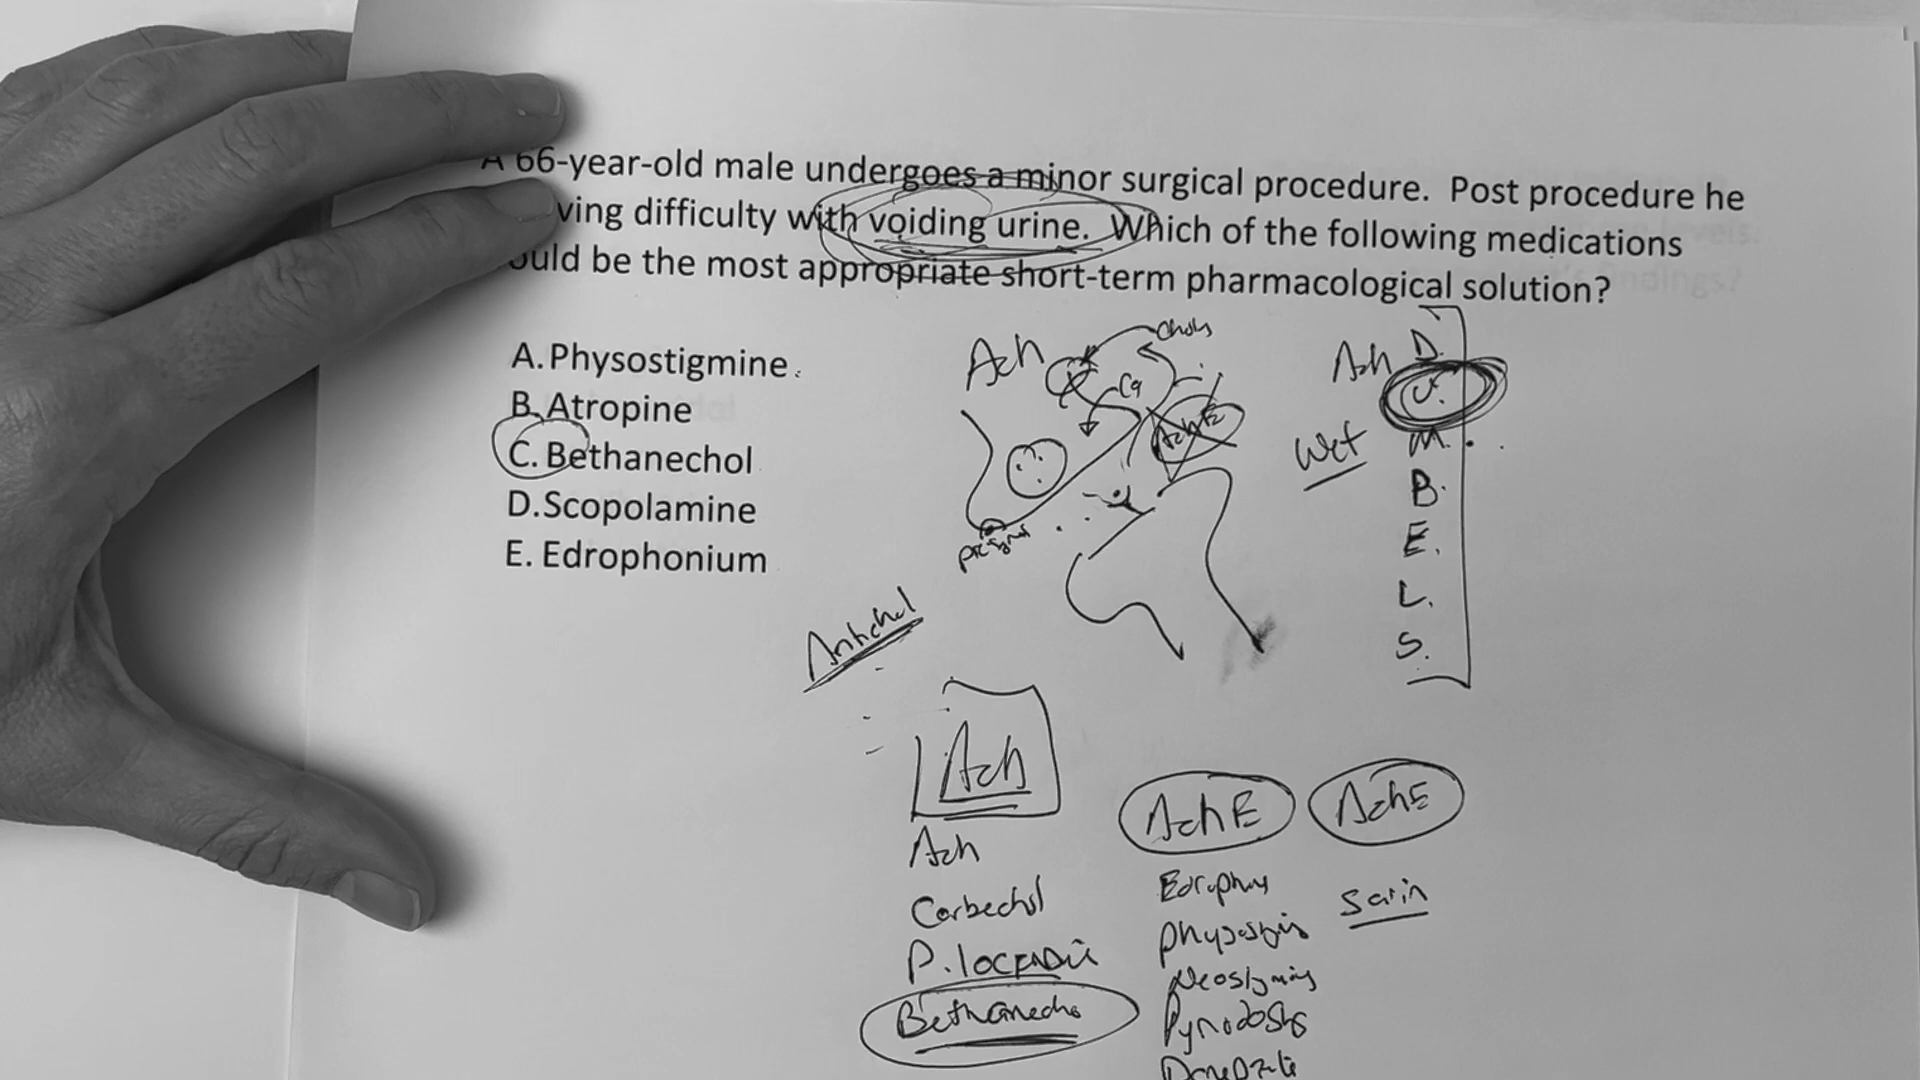 A 66-year-old male undergoes a minor surgical procedure. Post procedure he
ving difficulty with voiding urine. Which of the following medications
ould be the most appropriate short-term pharmacological solution?
A. Physostigmine
B. Atropine
C. Bethanechol
D. Scopolamine
E. Edrophonium
Ach
Ca
AchE
Ach D.
U.
Wet M.
B.
E.
L.
S.
Antichol
Ach
Ach
Carbechol
Bethanecho
AchE
AchE
Sarin